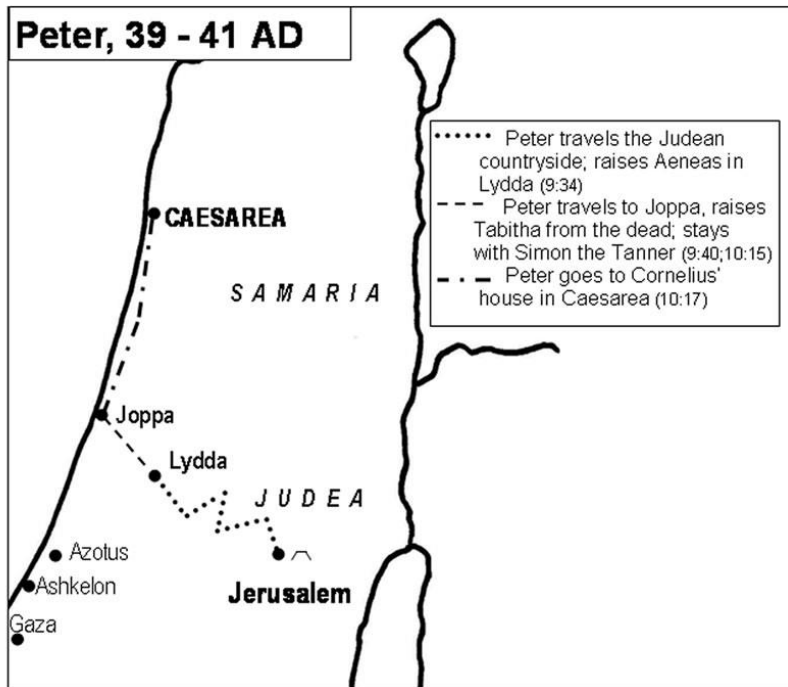 Peter, 39 - 41 AD
Peter travels the Judean
countryside; raises Aeneas in
Lydda (9:34)
Peter travels to Joppa, raises
Tabitha from the dead; stays
with Simon the Tanner (9:40;10:15)
Peter goes to Cornelius'
house in Caesarea (10:17)
CAESAREA
SAMARIA
Joppa
Lydda
JUDEA
Azotus
Jerusalem
Ashkelon
Gaza